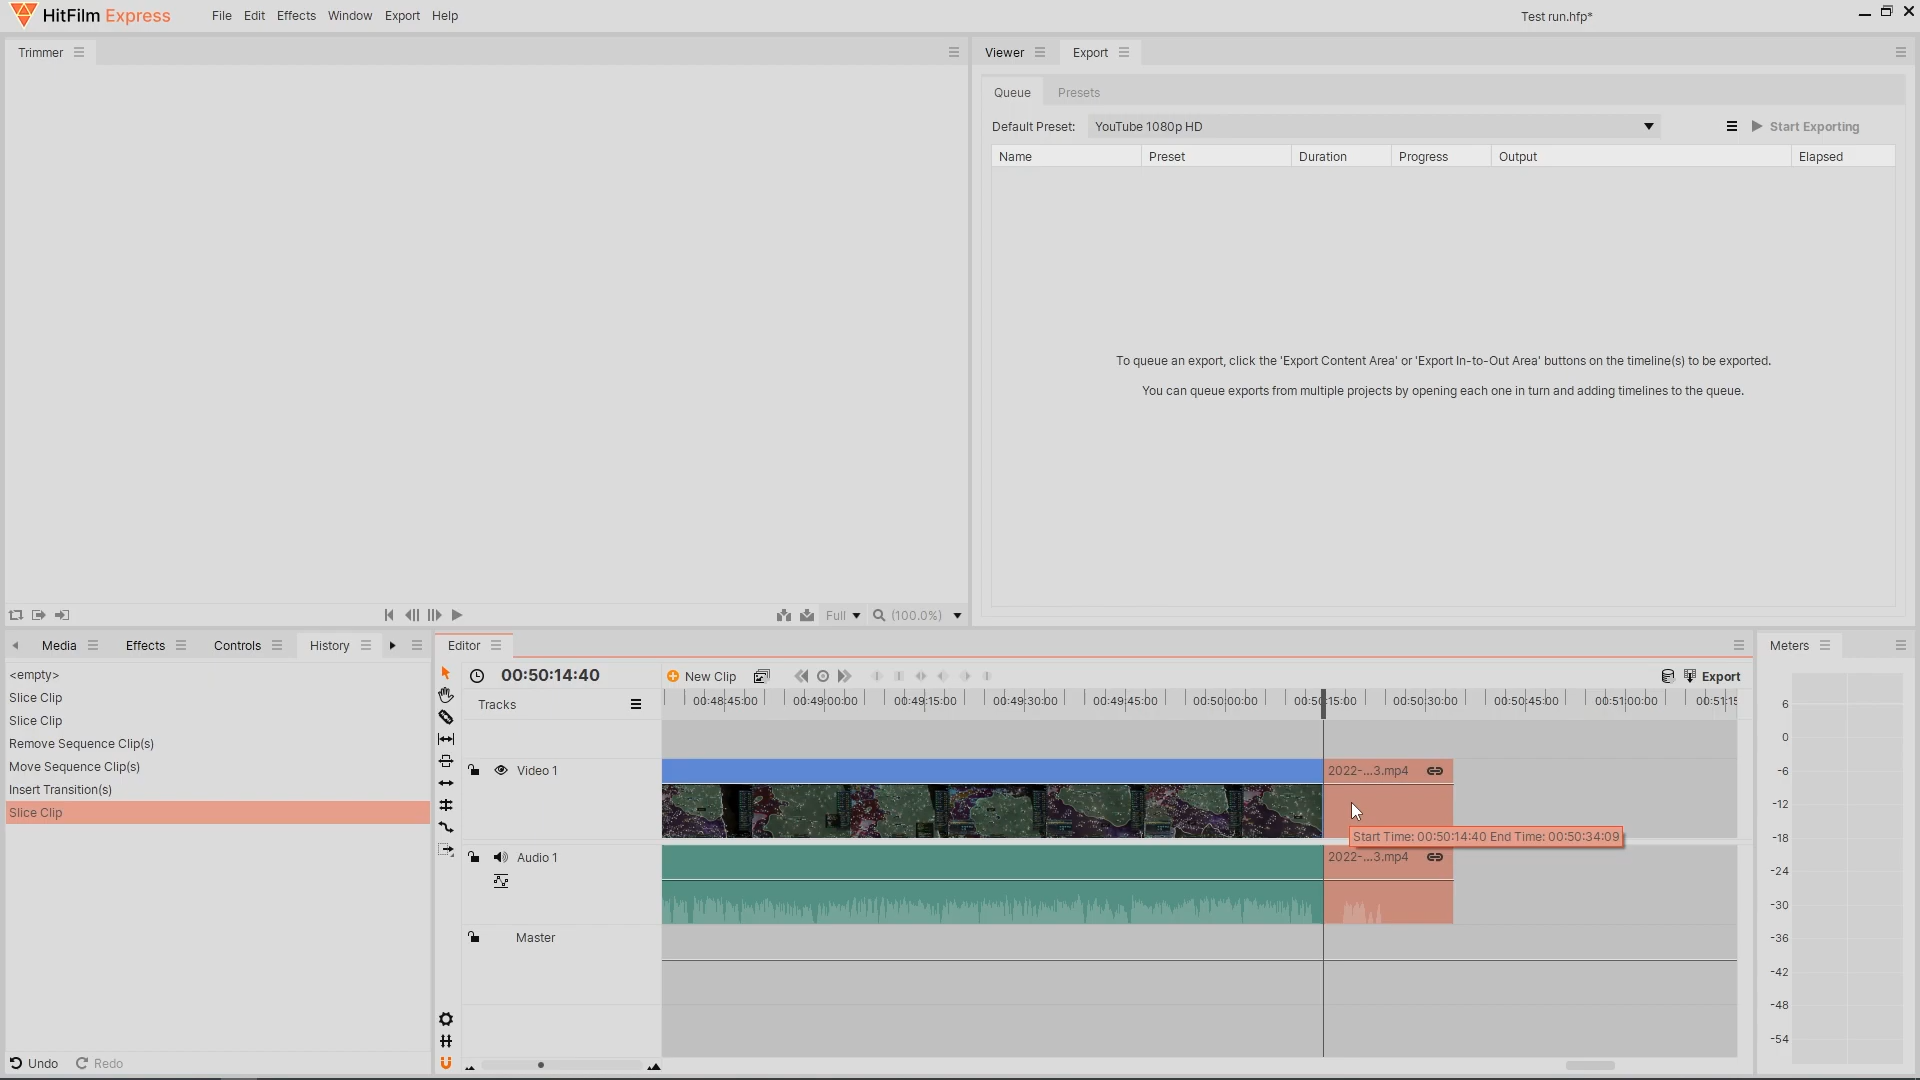 HitFilm Express
File Edit Effects Window Export Help
Test run.hfp*
Trimmer
Viewer Export
Queue Presets
Default Preset: YouTube 1080p HD
Start Exporting
Name Preset Duration Progress Output Elapsed
To queue an export, click the 'Export Content Area' or 'Export In-to-Out Area' buttons on the timeline(s) to be exported.
You can queue exports from multiple projects by opening each one in turn and adding timelines to the queue.
Full (100.0%)
Media Effects Controls History
<empty>
Slice Clip
Slice Clip
Remove Sequence Clip(s)
Move Sequence Clip(s)
Insert Transition(s)
Slice Clip
Undo Redo
Editor
00:50:14:40
New Clip
Export
Tracks
00:48:45:00 00:49:00:00 00:49:15:00 00:49:30:00 00:49:45:00 00:50:00:00 00:50:15:00 00:50:30:00 00:50:45:00 00:51:00:00 00:51:15
Video 1
2022-...3.mp4
Start Time: 00:50:14:40 End Time: 00:50:34:09
Audio 1
2022-...3.mp4
Master
Meters
6
0
-6
-12
-18
-24
-30
-36
-42
-48
-54